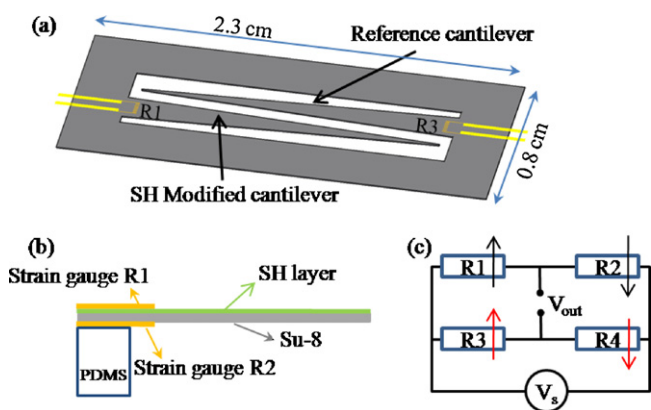 (a)
2.3 cm
Reference cantilever
R1
R3
0.8 cm
SH Modified cantilever
(b)
Strain gauge R1
SH layer
Su-8
PDMS
Strain gauge R2
(c)
R1
R2
Vout
R3
R4
Vs